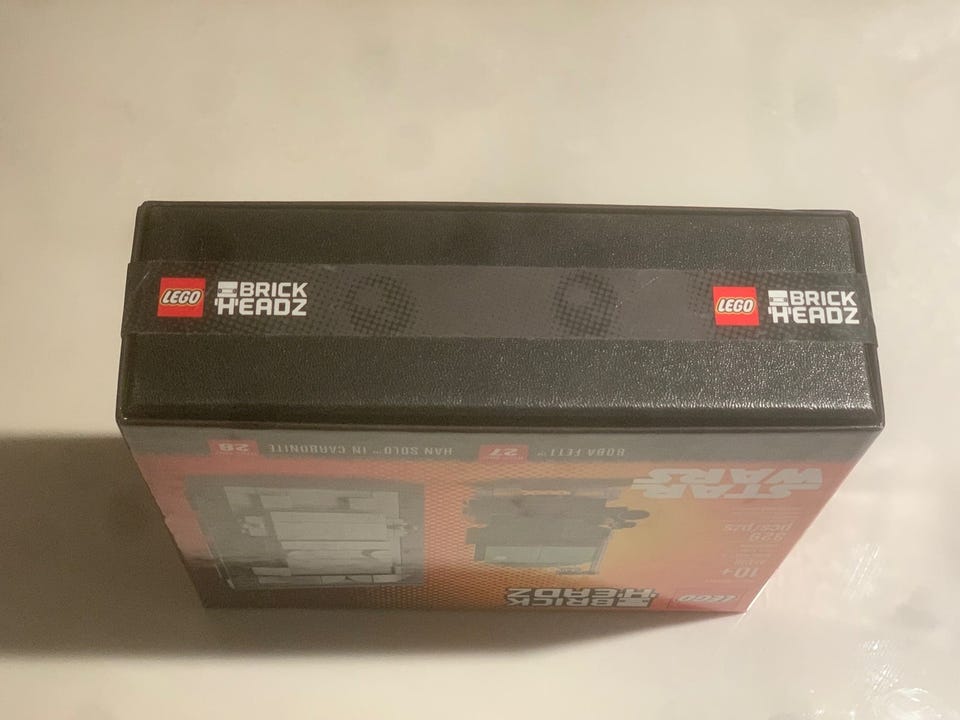 LEGO
BRICK
HEADZ
LEGO
BRICK
HEADZ
28
HAN SOLO™ IN CARBONITE
27
BOBA FETT™
STAR
WARS
pcs/pzs
929
10+
BRICK
HEADZ
LEGO